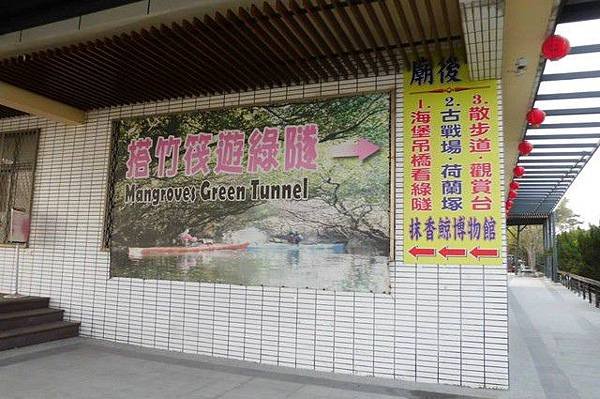 搭竹筏遊綠隧
Mangroves Green Tunnel
廟後
1.海堡吊橋看綠隧
2.古戰場·荷蘭塚
3.散步道·觀賞台
抹香鯨博物館